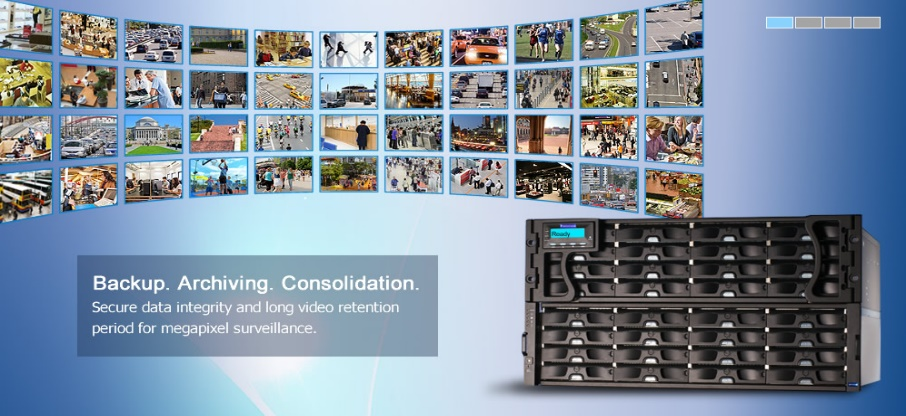 Backup. Archiving. Consolidation.
Secure data integrity and long video retention
period for megapixel surveillance.
Ready